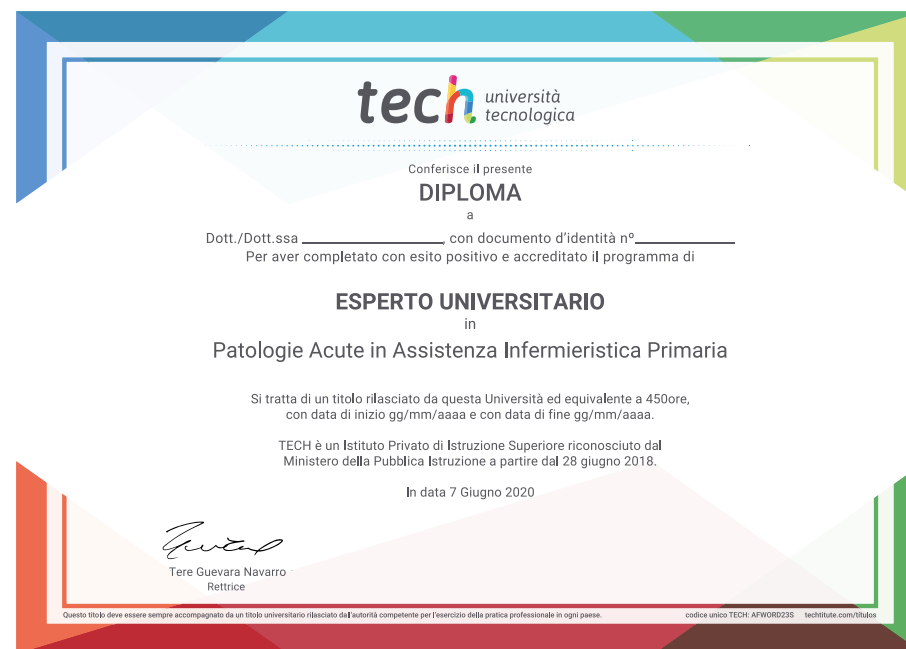 tech università
tecnologica
Conferisce il presente
DIPLOMA
a
Dott./Dott.ssa ____________________, con documento d'identità nº______________
Per aver completato con esito positivo e accreditato il programma di
ESPERTO UNIVERSITARIO
in
Patologie Acute in Assistenza Infermieristica Primaria
Si tratta di un titolo rilasciato da questa Università ed equivalente a 450ore,
con data di inizio gg/mm/aaaa e con data di fine gg/mm/aaaa.
TECH è un Istituto Privato di Istruzione Superiore riconosciuto dal
Ministero della Pubblica Istruzione a partire dal 28 giugno 2018.
In data 7 Giugno 2020
Tere Guevara Navarro
Rettrice
Questo titolo deve essere sempre accompagnato da un titolo universitario rilasciato dall'autorità competente per l'esercizio della pratica professionale in ogni paese. codice unico TECH: AFWORD23S techtitute.com/titulos